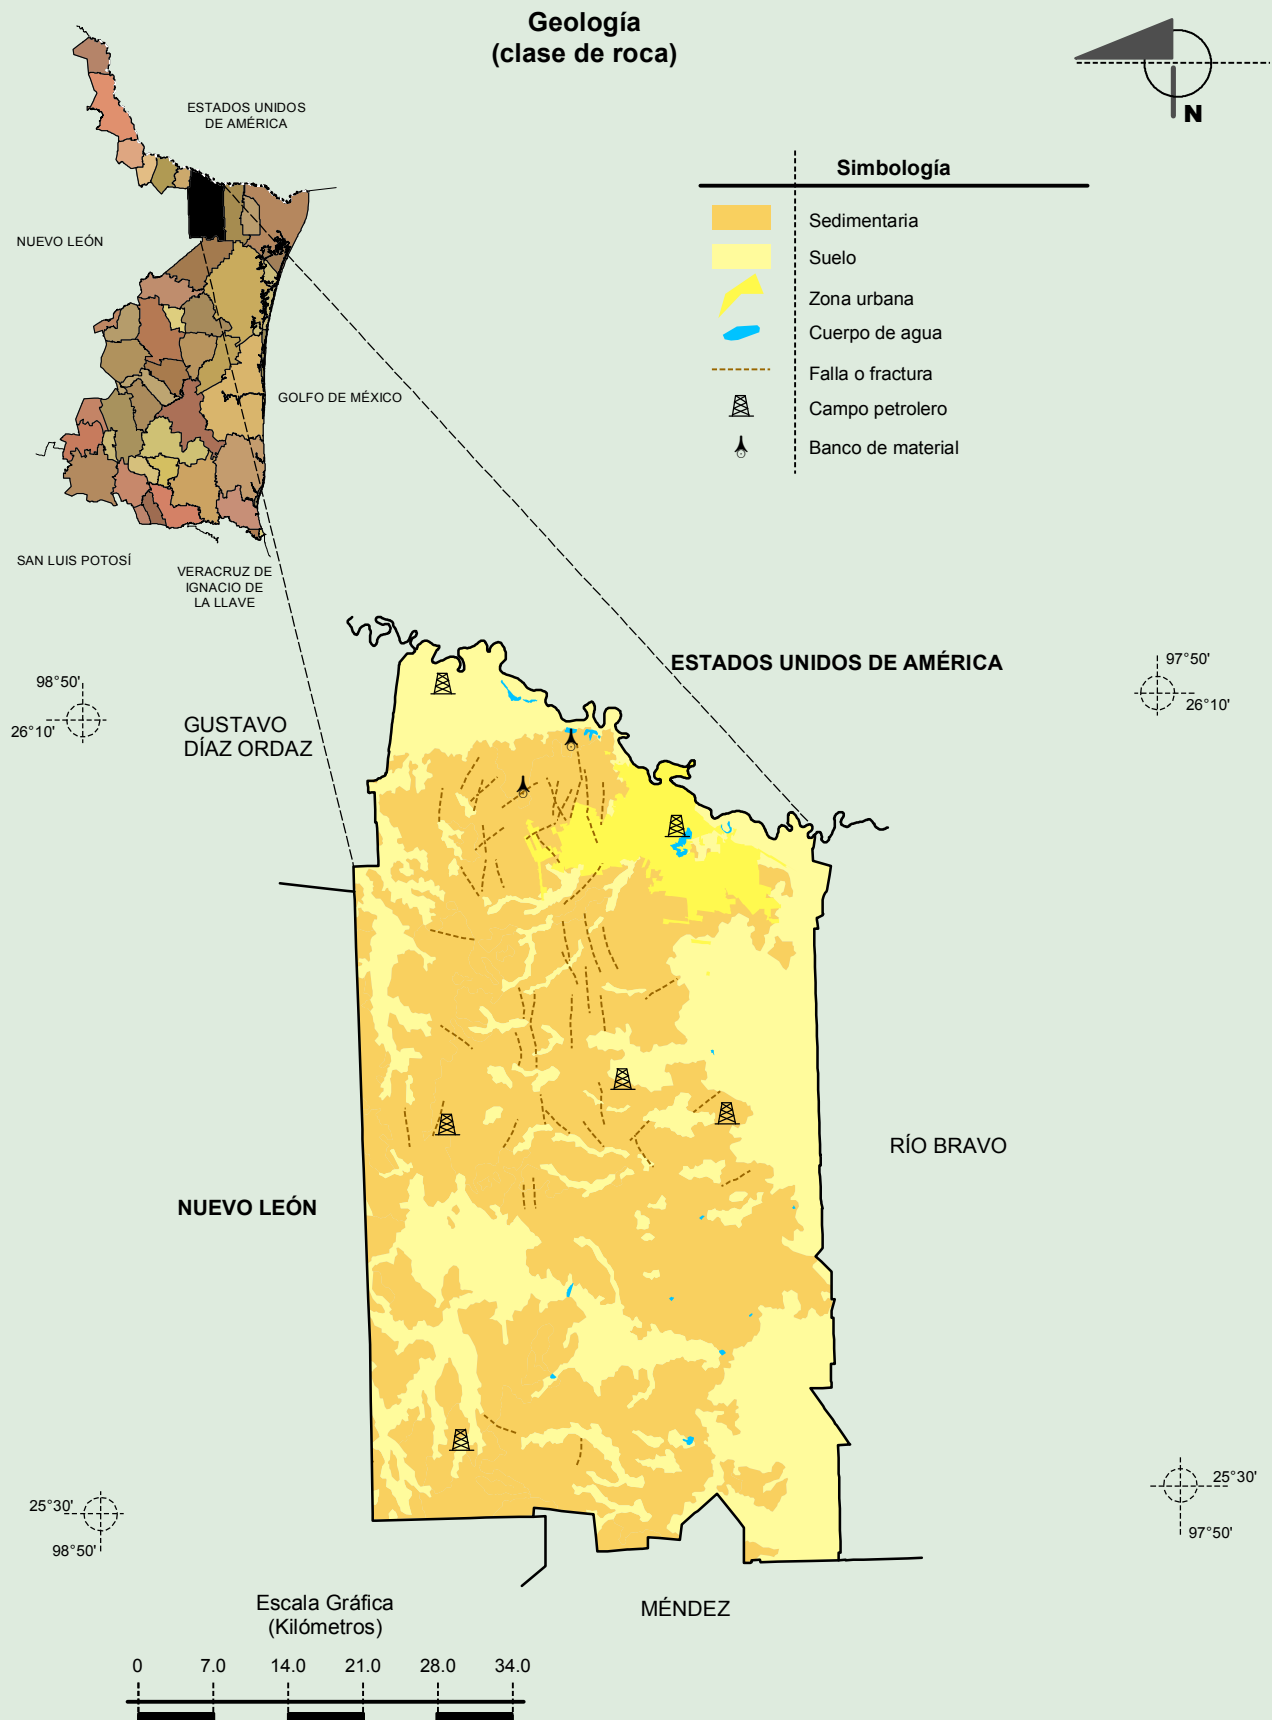 Geología
(clase de roca)
N
ESTADOS UNIDOS
DE AMÉRICA
NUEVO LEÓN
GOLFO DE MÉXICO
SAN LUIS POTOSÍ
VERACRUZ DE
IGNACIO DE
LA LLAVE
Simbología
Sedimentaria
Suelo
Zona urbana
Cuerpo de agua
Falla o fractura
Campo petrolero
Banco de material
ESTADOS UNIDOS DE AMÉRICA
98°50'
26°10'
97°50'
26°10'
GUSTAVO
DÍAZ ORDAZ
RÍO BRAVO
NUEVO LEÓN
25°30'
98°50'
25°30'
97°50'
MÉNDEZ
Escala Gráfica
(Kilómetros)
0 7.0 14.0 21.0 28.0 34.0